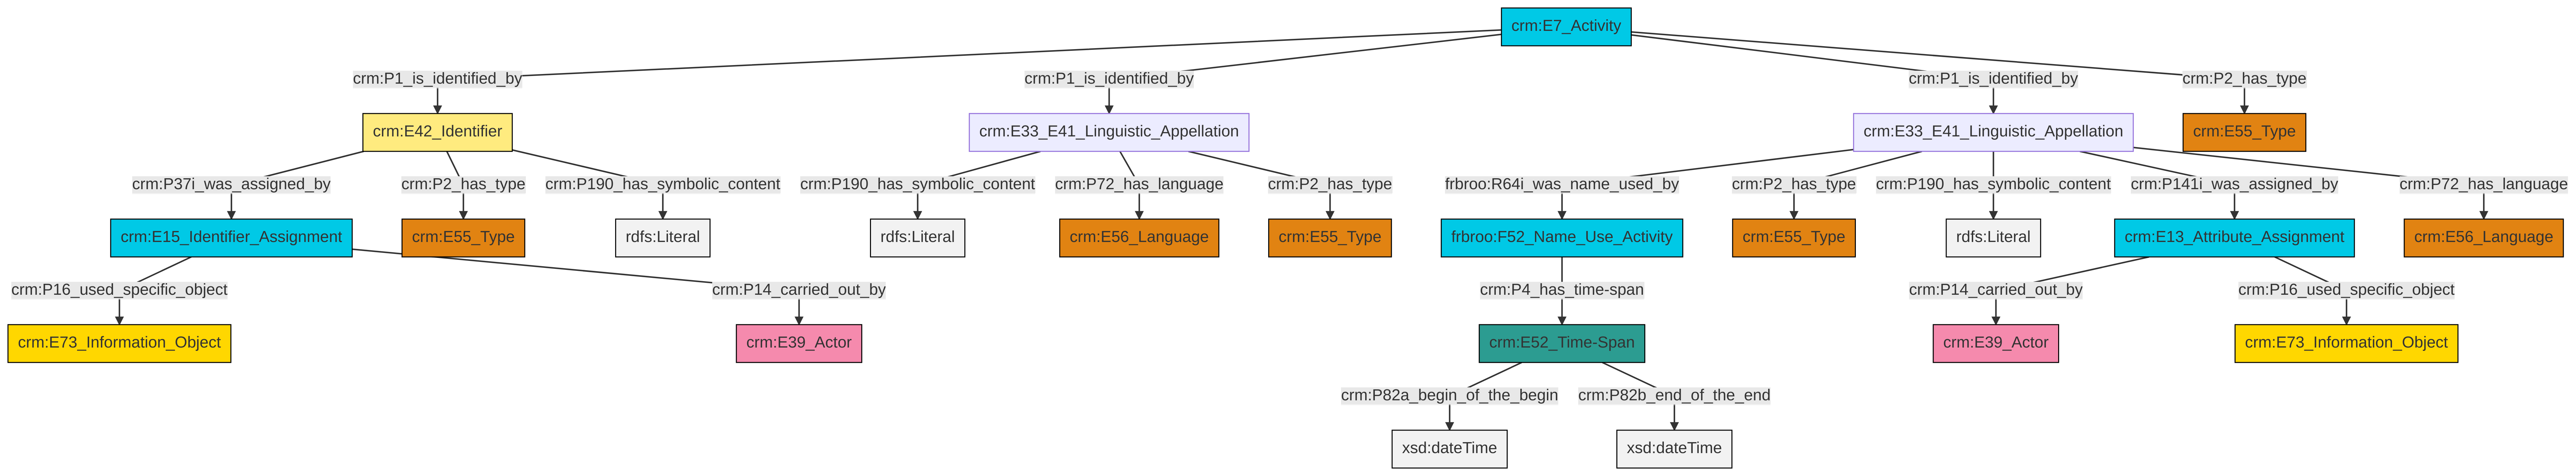 crm:E7_Activity
crm:P1_is_identified_by
crm:P1_is_identified_by
crm:P1_is_identified_by
crm:P2_has_type
crm:E42_Identifier
crm:E33_E41_Linguistic_Appellation
crm:E33_E41_Linguistic_Appellation
crm:E55_Type
crm:P37i_was_assigned_by
crm:P2_has_type
crm:P190_has_symbolic_content
crm:P190_has_symbolic_content
crm:P72_has_language
crm:P2_has_type
frbroo:R64i_was_name_used_by
crm:P2_has_type
crm:P190_has_symbolic_content
crm:P141i_was_assigned_by
crm:P72_has_language
crm:E15_Identifier_Assignment
crm:E55_Type
rdfs:Literal
rdfs:Literal
crm:E56_Language
crm:E55_Type
frbroo:F52_Name_Use_Activity
crm:E55_Type
rdfs:Literal
crm:E13_Attribute_Assignment
crm:E56_Language
crm:P16_used_specific_object
crm:P14_carried_out_by
crm:P4_has_time-span
crm:P14_carried_out_by
crm:P16_used_specific_object
crm:E73_Information_Object
crm:E39_Actor
crm:E52_Time-Span
crm:E39_Actor
crm:E73_Information_Object
crm:P82a_begin_of_the_begin
crm:P82b_end_of_the_end
xsd:dateTime
xsd:dateTime